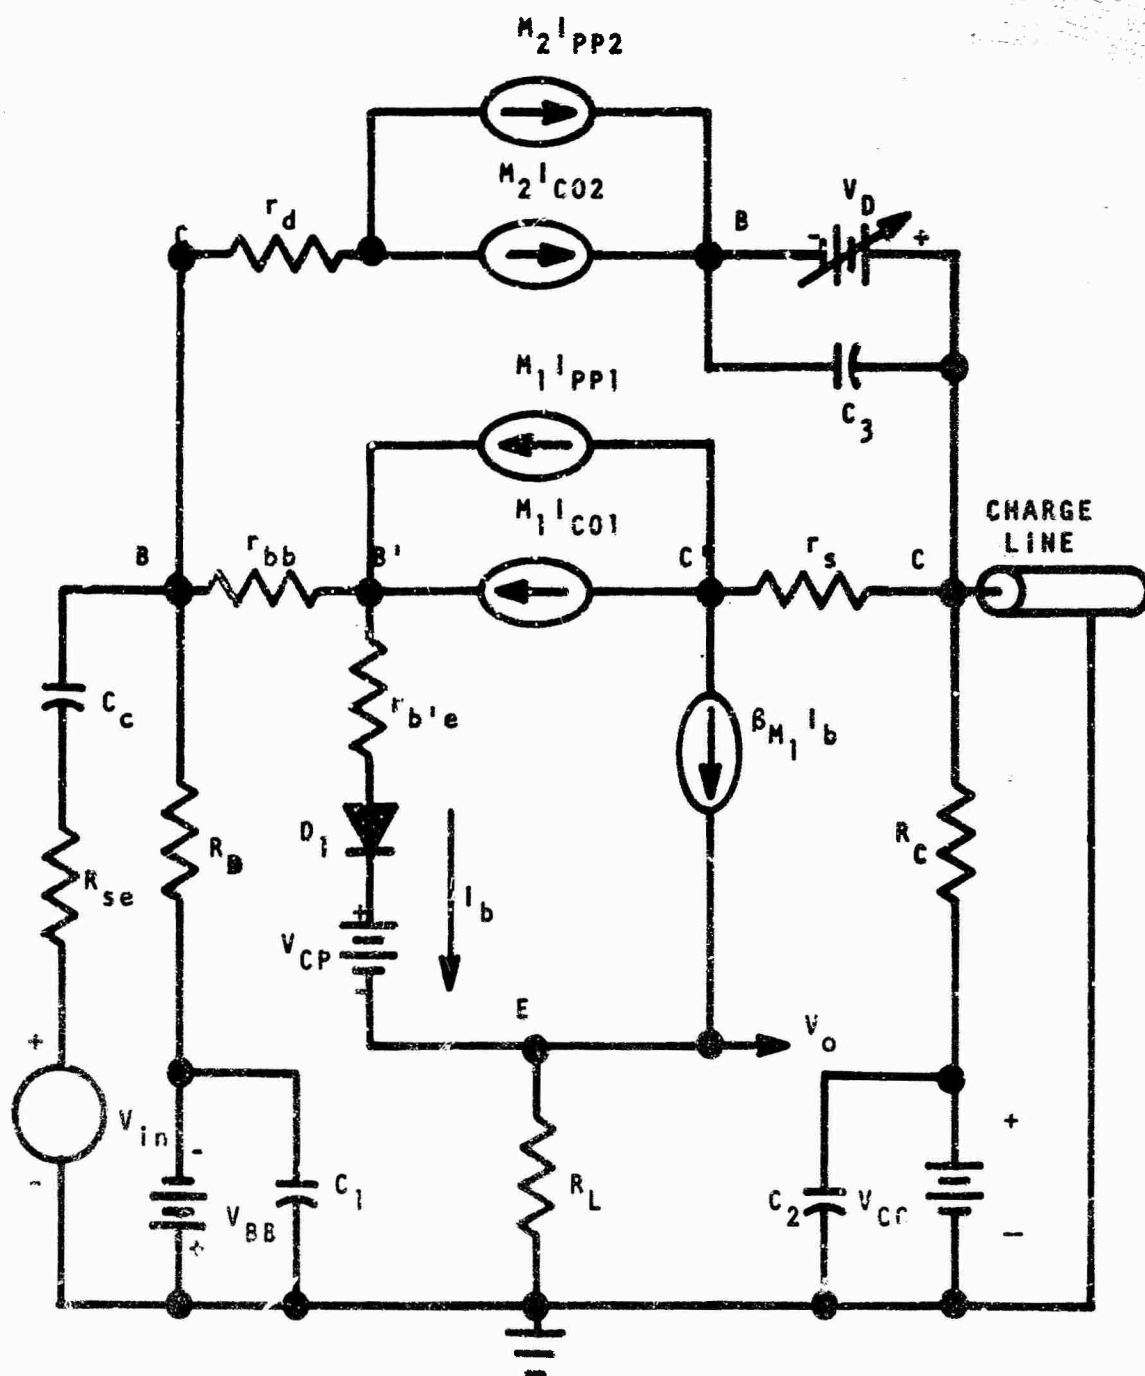 M2IPP2
M2ICO2
VD
rd
C
B
-
+
M1IPP1
C3
M1ICO1
CHARGE
LINE
B
rbb
B'
C'
rs
C
Cc
rb'e
βM1Ib
RB
D1
RC
Rse
Ib
+
VCP
-
E
Vo
+
Vin
-
-
VBB
+
C1
RL
C2
VCC
+
-